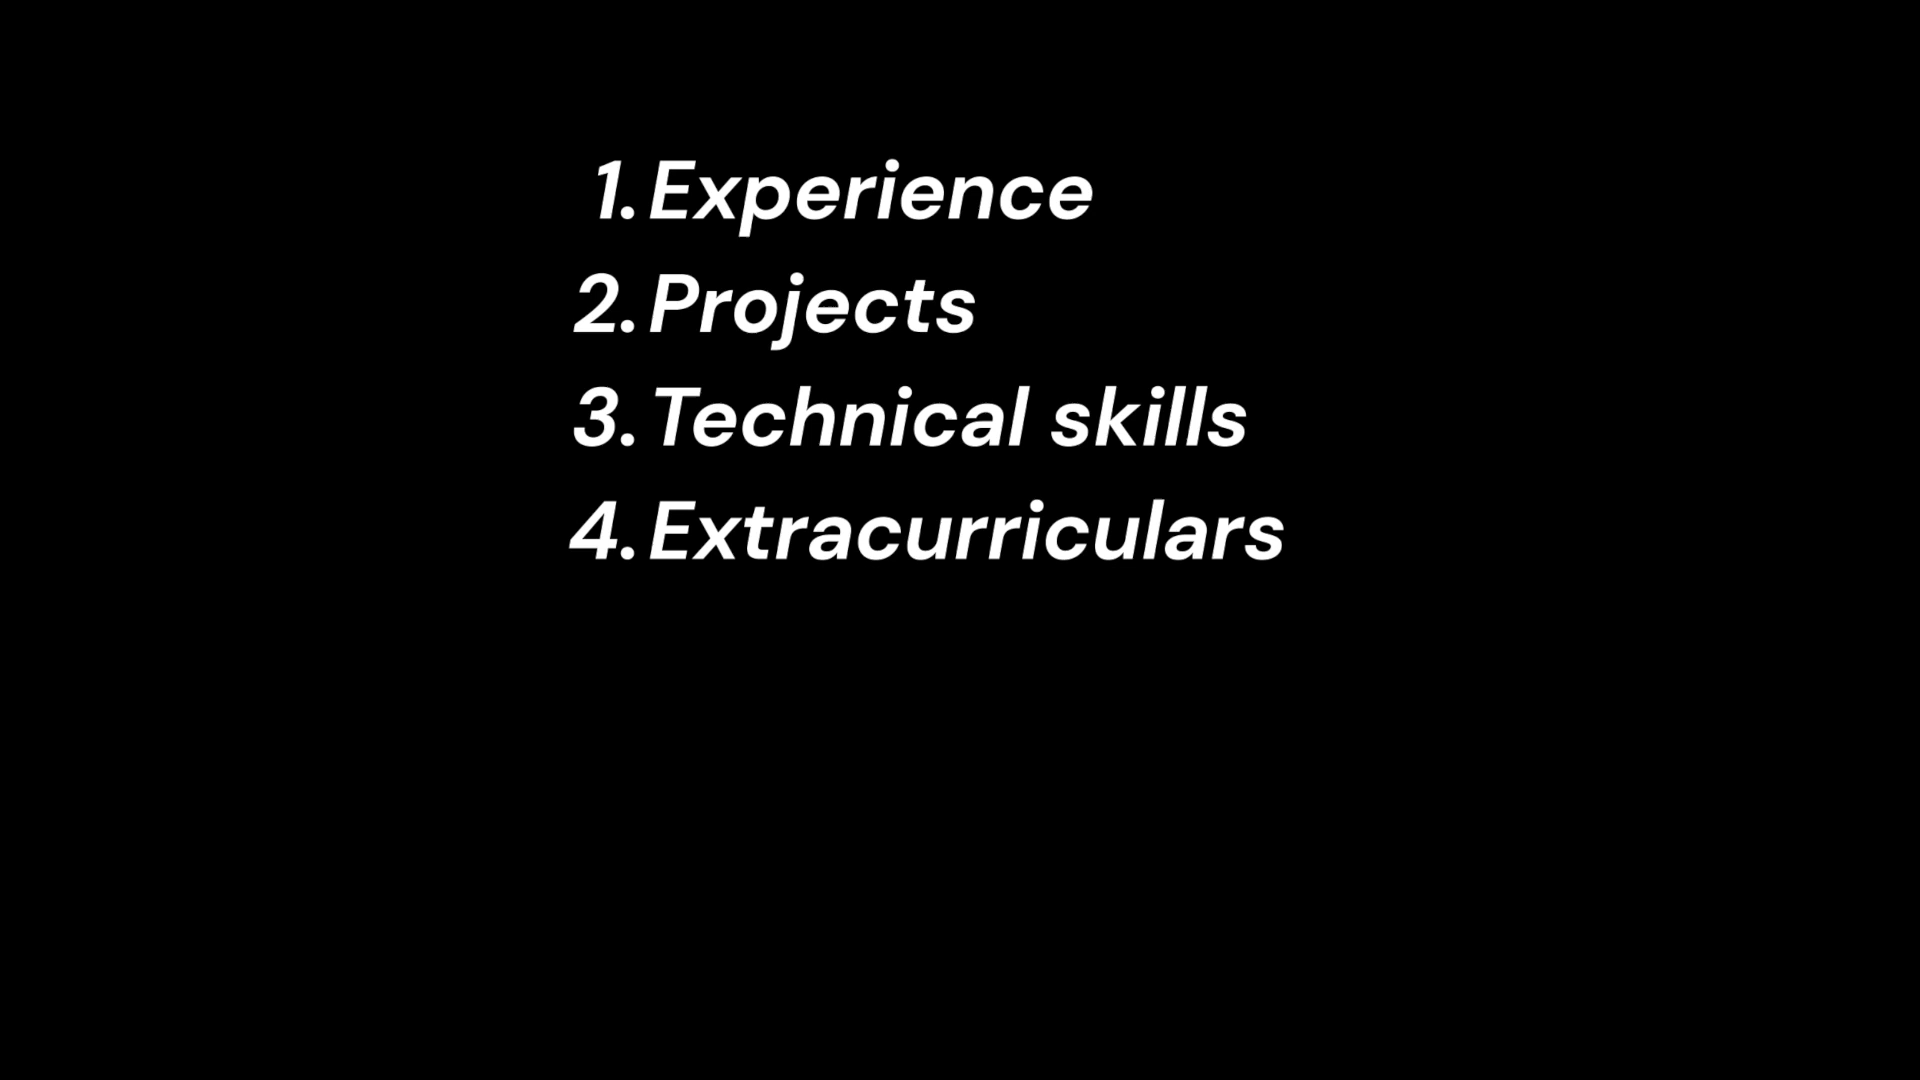 1. Experience
2. Projects
3. Technical skills
4. Extracurriculars